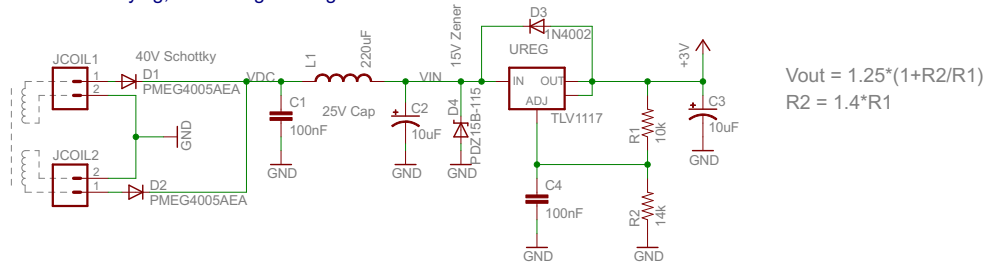 JCOIL1
1
2
40V Schottky
D1
PMEG4005AEA
GND
JCOIL2
2
1
D2
PMEG4005AEA
VDC
C1
100nF
GND
L1
220uF
25V Cap
VIN
C2
10uF
GND
15V Zener
D4
PDZ15B-115
GND
D3
1N4002
UREG
IN
OUT
ADJ
TLV1117
C4
100nF
GND
R1
10k
R2
14k
GND
+3V
C3
10uF
GND
Vout = 1.25*(1+R2/R1)
R2 = 1.4*R1